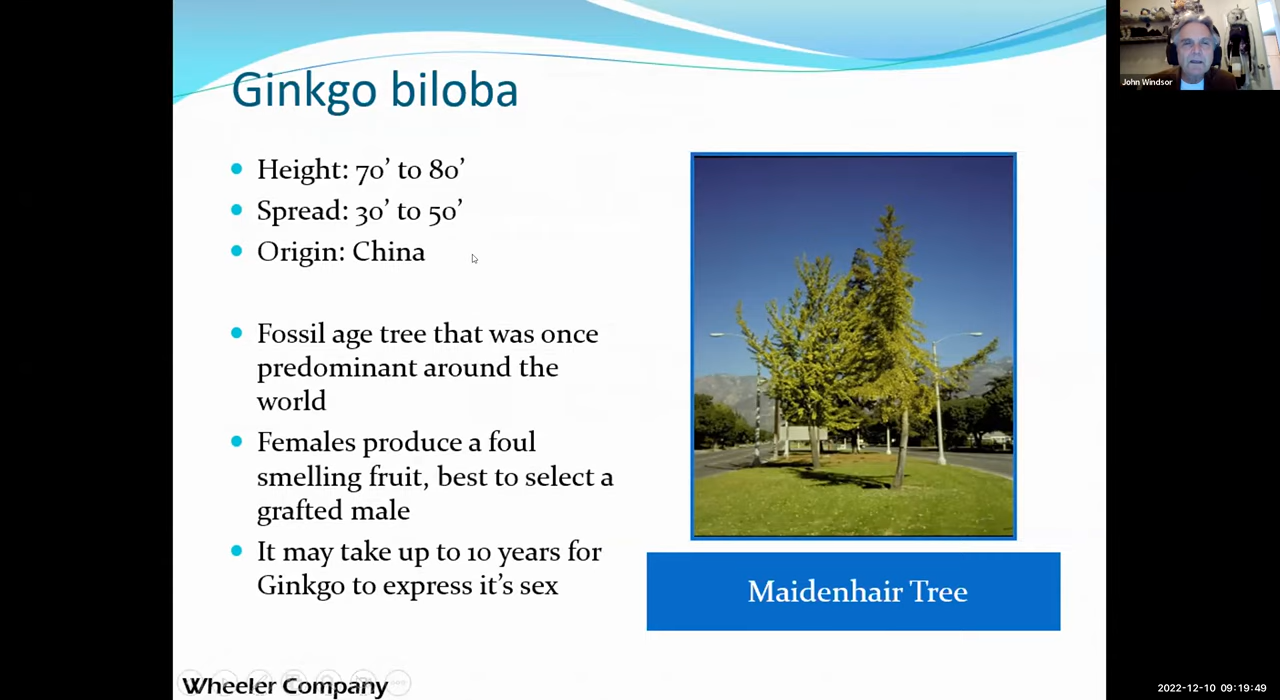 Ginkgo biloba
Height: 70’ to 80’
Spread: 30’ to 50’
Origin: China
Fossil age tree that was once
predominant around the
world
Females produce a foul
smelling fruit, best to select a
grafted male
It may take up to 10 years for
Ginkgo to express it’s sex
Maidenhair Tree
Wheeler Company
John Windsor
2022-12-10 09:19:49